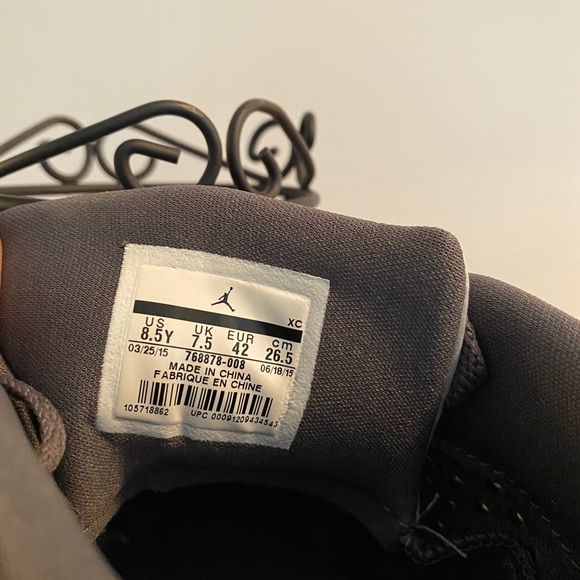 XC
US UK EUR cm
8.5Y 7.5 42 26.5
03/25/15 768878-008 06/18/15
MADE IN CHINA
FABRIQUE EN CHINE
105718862 UPC 00091209434543